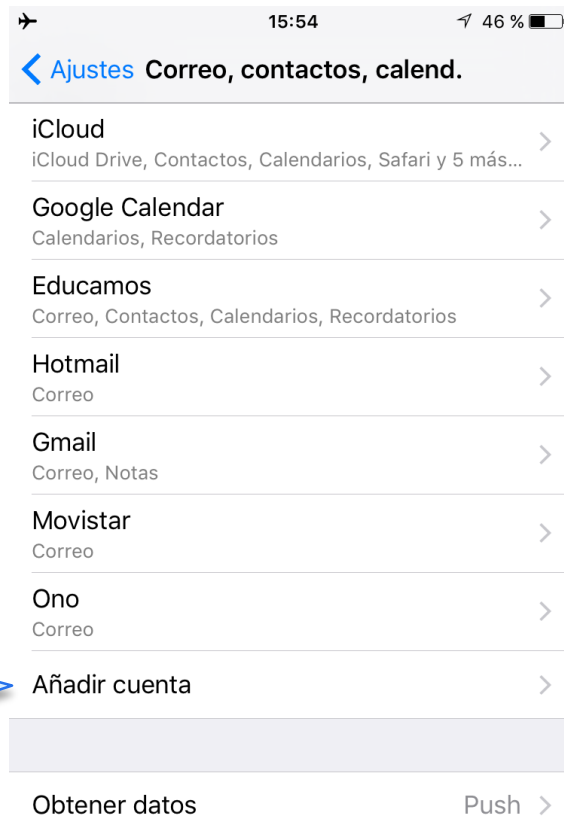 15:54 46 %
Ajustes Correo, contactos, calend.
iCloud
iCloud Drive, Contactos, Calendarios, Safari y 5 más...
Google Calendar
Calendarios, Recordatorios
Educamos
Correo, Contactos, Calendarios, Recordatorios
Hotmail
Correo
Gmail
Correo, Notas
Movistar
Correo
Ono
Correo
Añadir cuenta
Obtener datos Push